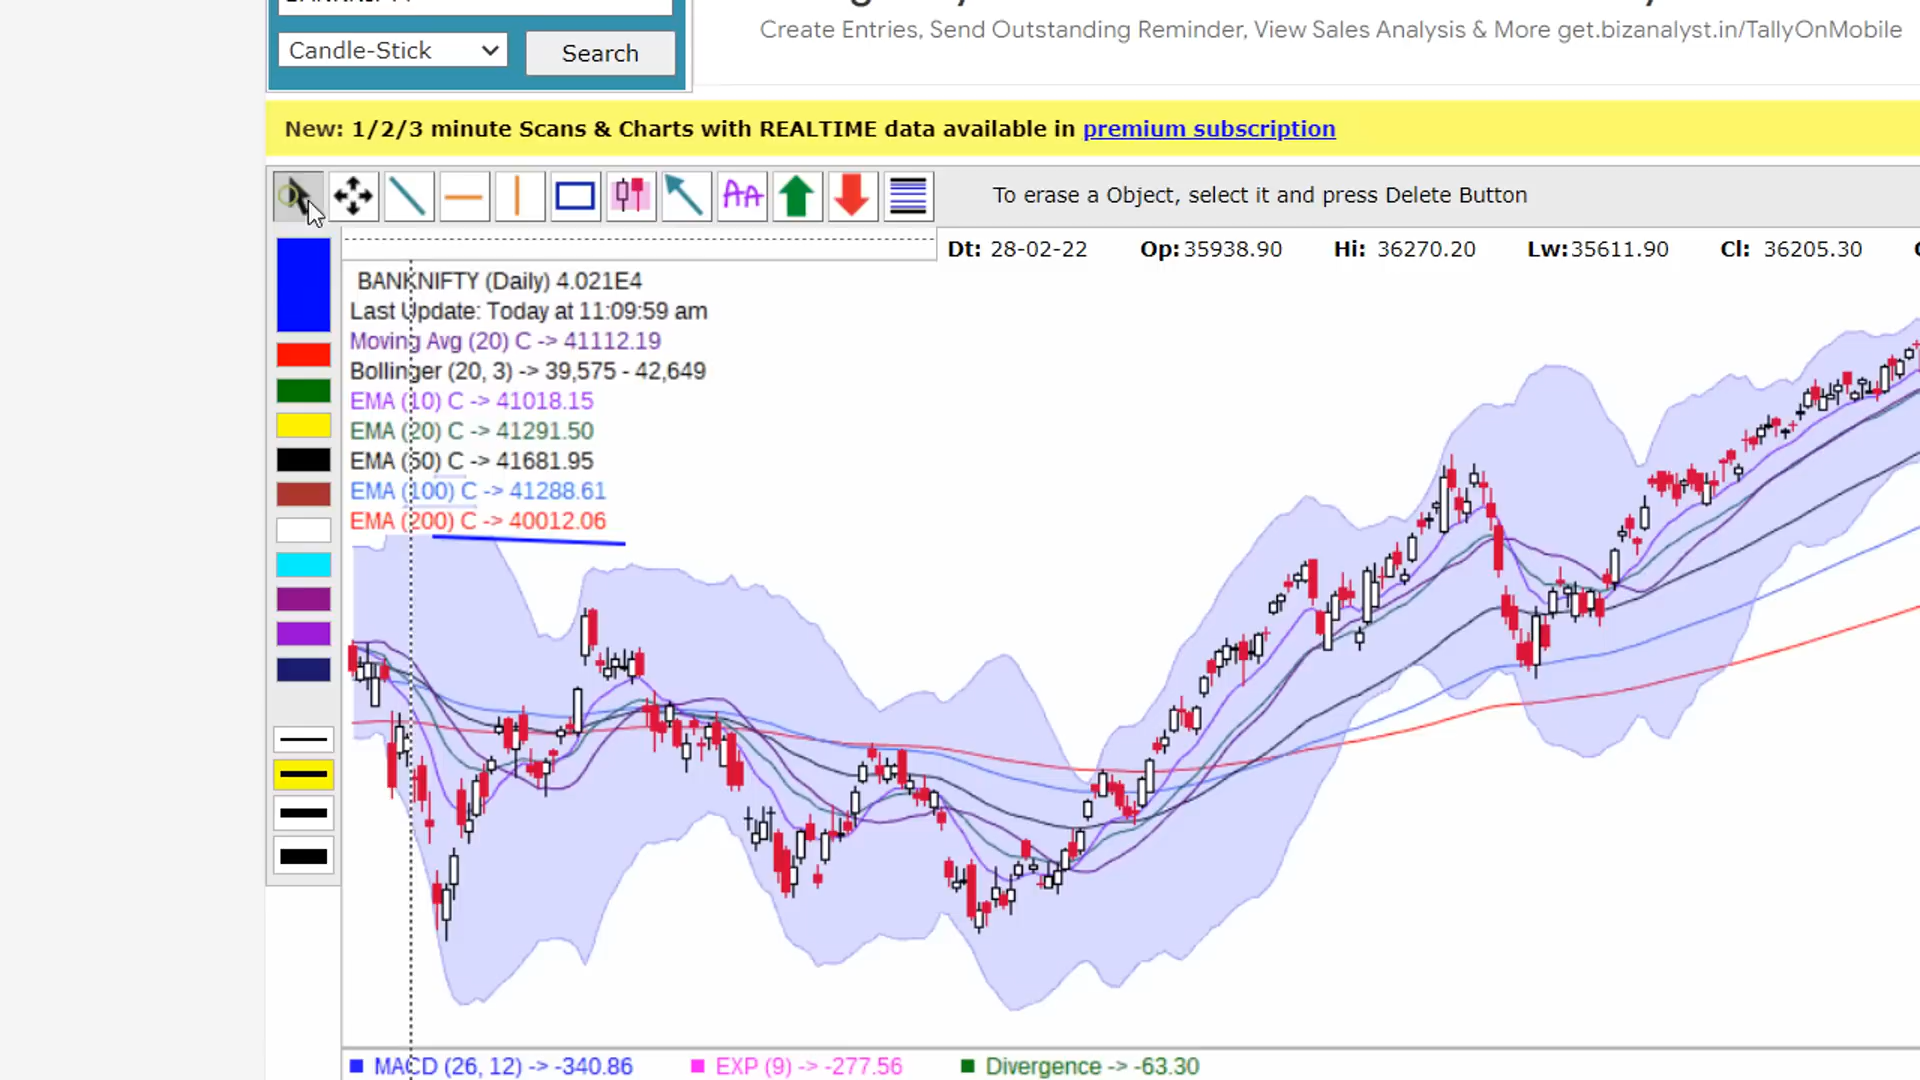 Create Entries, Send Outstanding Reminder, View Sales Analysis & More get.bizanalyst.in/TallyOnMobile
Candle-Stick
Search
New: 1/2/3 minute Scans & Charts with REALTIME data available in premium subscription
AA
To erase a Object, select it and press Delete Button
Dt: 28-02-22 Op: 35938.90 Hi: 36270.20 Lw: 35611.90 Cl: 36205.30
BANKNIFTY (Daily) 4.021E4
Last Update: Today at 11:09:59 am
Moving Avg (20) C -> 41112.19
Bollinger (20, 3) -> 39,575 - 42,649
EMA (10) C -> 41018.15
EMA (20) C -> 41291.50
EMA (50) C -> 41681.95
EMA (100) C -> 41288.61
EMA (200) C -> 40012.06
MACD (26, 12) -> -340.86 EXP (9) -> -277.56 Divergence -> -63.30